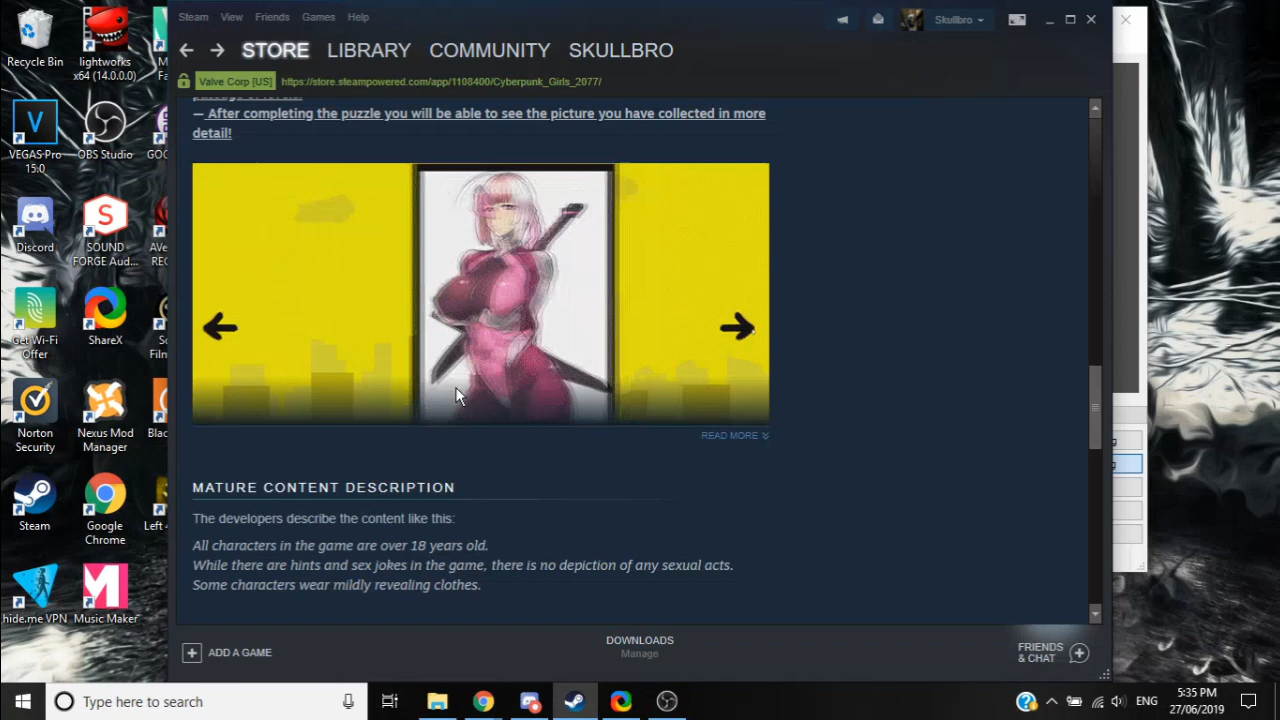 Steam View Friends Games Help
Skullbro
STORE LIBRARY COMMUNITY SKULLBRO
Valve Corp [US] https://store.steampowered.com/app/1108400/Cyberpunk_Girls_2077/
— After completing the puzzle you will be able to see the picture you have collected in more
detail!
READ MORE
MATURE CONTENT DESCRIPTION
The developers describe the content like this:
All characters in the game are over 18 years old.
While there are hints and sex jokes in the game, there is no depiction of any sexual acts.
Some characters wear mildly revealing clothes.
ADD A GAME
DOWNLOADS
Manage
FRIENDS
& CHAT
Recycle Bin
lightworks
x64 (14.0.0.0)
VEGAS Pro
15.0
OBS Studio
Discord
SOUND
FORGE Aud...
Get Wi-Fi
Offer
ShareX
Norton
Security
Nexus Mod
Manager
Steam
Google
Chrome
Left
hide.me VPN
Music Maker
Type here to search
ENG
5:35 PM
27/06/2019